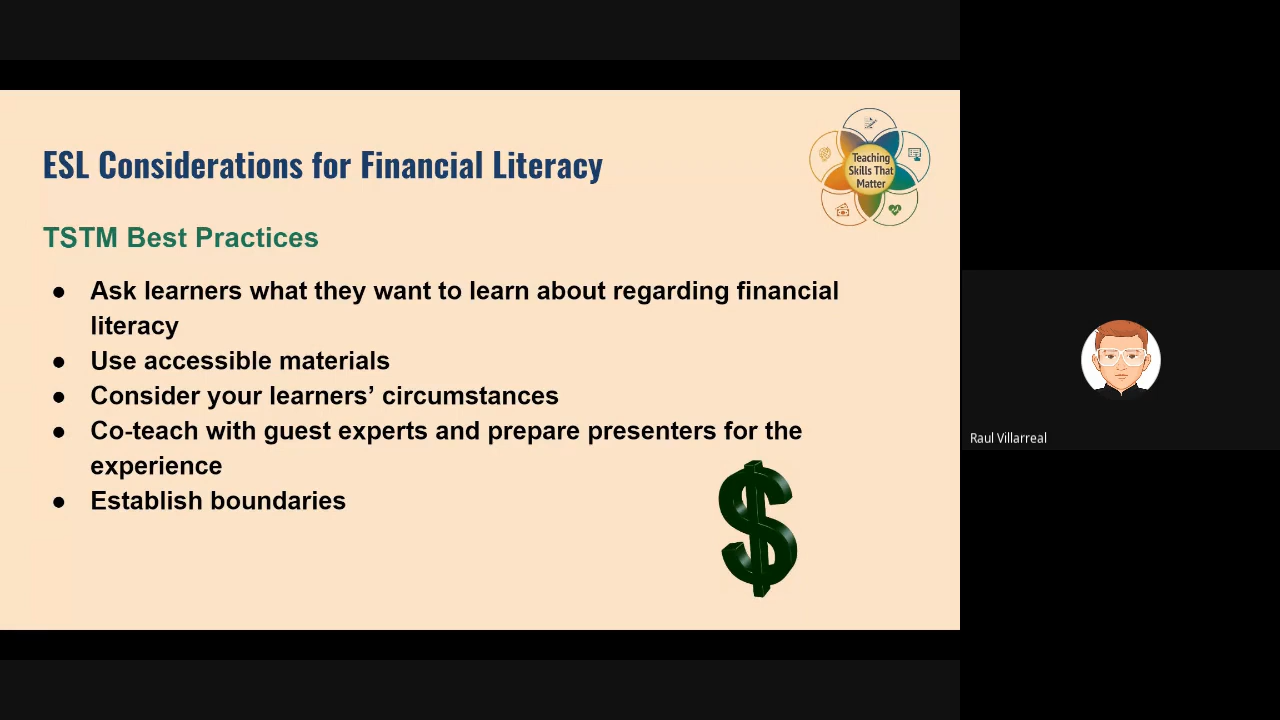 ESL Considerations for Financial Literacy
Teaching
Skills That
Matter
TSTM Best Practices
● Ask learners what they want to learn about regarding financial
literacy
● Use accessible materials
● Consider your learners’ circumstances
● Co-teach with guest experts and prepare presenters for the
experience
● Establish boundaries
$
Raul Villarreal